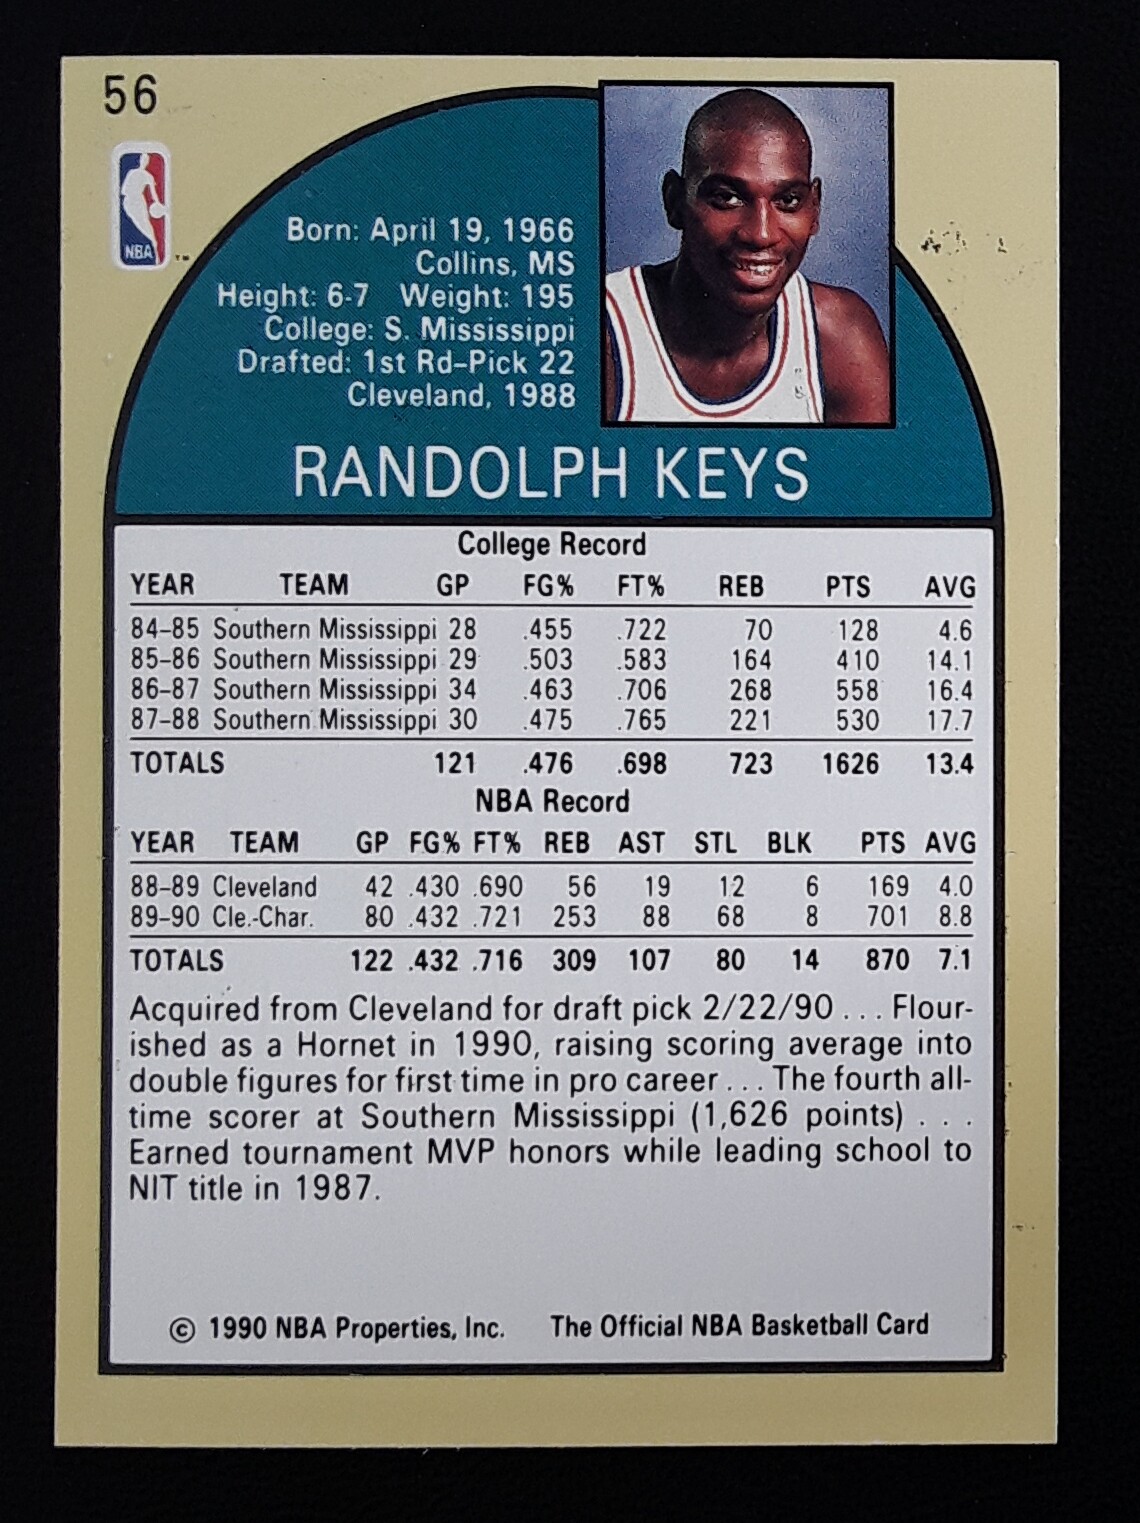 56
NBA
TM
Born: April 19, 1966
Collins, MS
Height: 6-7 Weight: 195
College: S. Mississippi
Drafted: 1st Rd-Pick 22
Cleveland, 1988
RANDOLPH KEYS
College Record
YEAR TEAM GP FG% FT% REB PTS AVG
84-85 Southern Mississippi 28 .455 .722 70 128 4.6
85-86 Southern Mississippi 29 .503 .583 164 410 14.1
86-87 Southern Mississippi 34 .463 .706 268 558 16.4
87-88 Southern Mississippi 30 .475 .765 221 530 17.7
TOTALS 121 .476 .698 723 1626 13.4
NBA Record
YEAR TEAM GP FG% FT% REB AST STL BLK PTS AVG
88-89 Cleveland 42 .430 .690 56 19 12 6 169 4.0
89-90 Cle.-Char. 80 .432 .721 253 88 68 8 701 8.8
TOTALS 122 .432 .716 309 107 80 14 870 7.1
Acquired from Cleveland for draft pick 2/22/90 . . . Flour-
ished as a Hornet in 1990, raising scoring average into
double figures for first time in pro career . . . The fourth all-
time scorer at Southern Mississippi (1,626 points) . . .
Earned tournament MVP honors while leading school to
NIT title in 1987.
© 1990 NBA Properties, Inc. The Official NBA Basketball Card